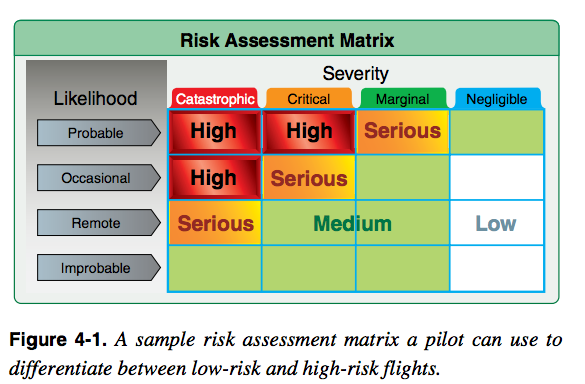 Risk Assessment Matrix
Severity
Likelihood
Catastrophic Critical Marginal Negligible
Probable High High Serious
Occasional High Serious
Remote Serious Medium Low
Improbable
Figure 4-1. A sample risk assessment matrix a pilot can use to
differentiate between low-risk and high-risk flights.